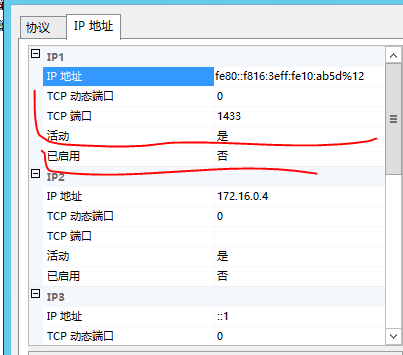 协议 IP 地址
IP1
IP 地址 fe80::f816:3eff:fe10:ab5d%12
TCP 动态端口 0
TCP 端口 1433
活动 是
已启用 否
IP2
IP 地址 172.16.0.4
TCP 动态端口 0
TCP 端口
活动 是
已启用 否
IP3
IP 地址 ::1
TCP 动态端口 0